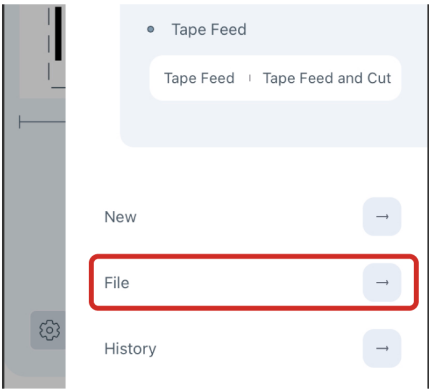 Tape Feed
Tape Feed Tape Feed and Cut
New
File
History